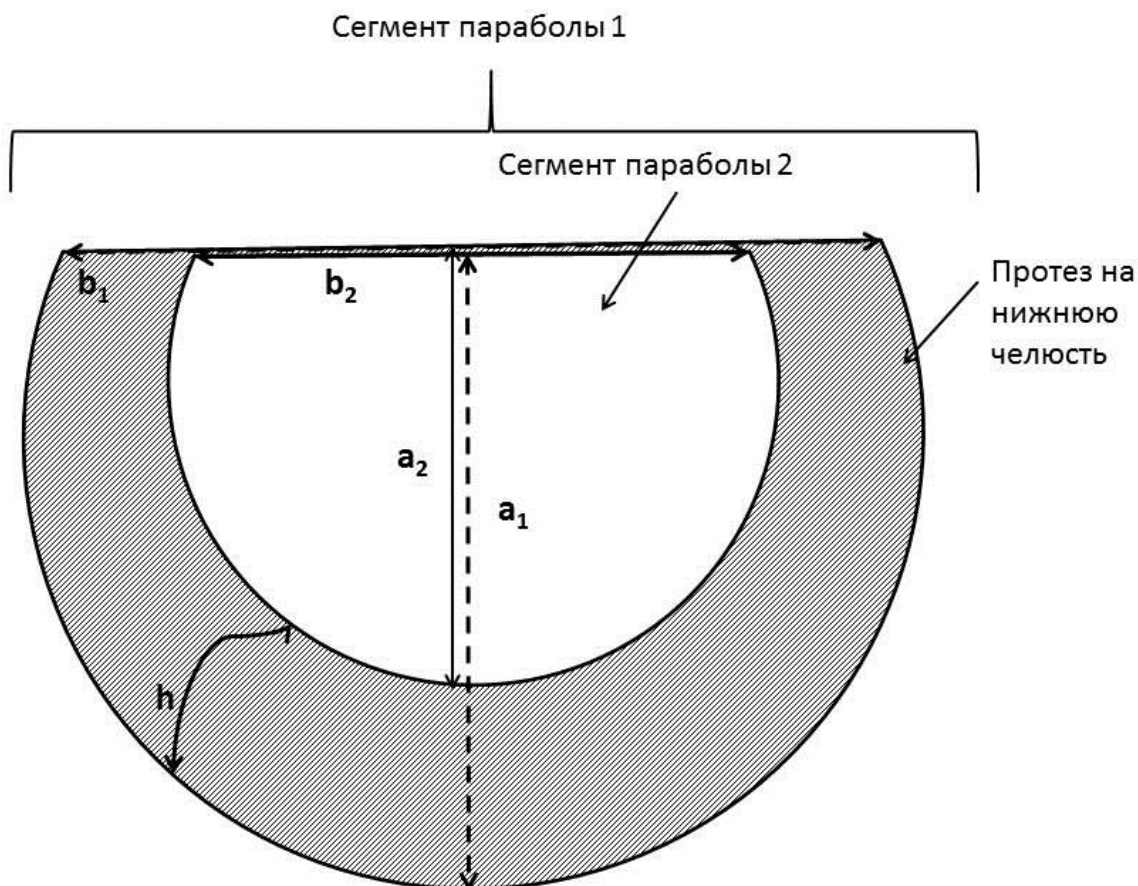 Сегмент параболы 1
Сегмент параболы 2
b₁
b₂
Протез на
нижнюю
челюсть
a₂
a₁
h